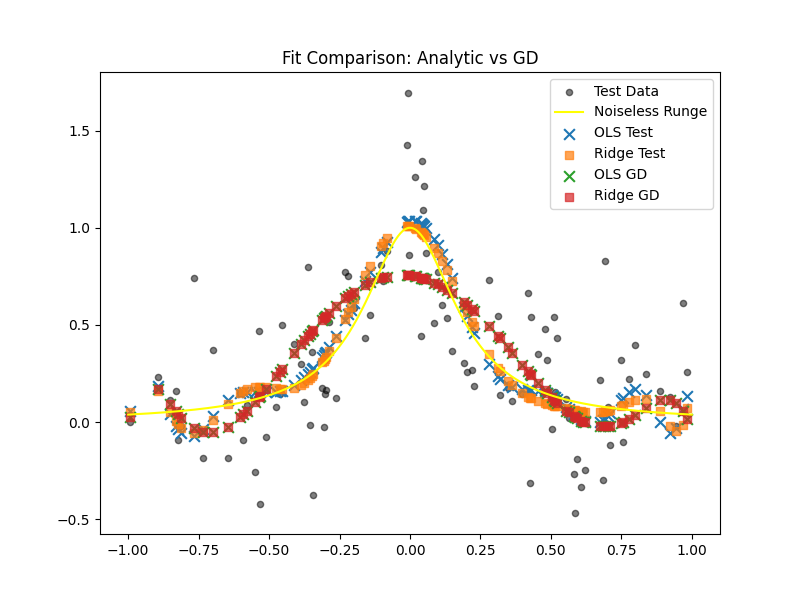 Fit Comparison: Analytic vs GD
Test Data
Noiseless Runge
OLS Test
Ridge Test
OLS GD
Ridge GD
1.5
1.0
0.5
0.0
−0.5
−1.00 −0.75 −0.50 −0.25 0.00 0.25 0.50 0.75 1.00